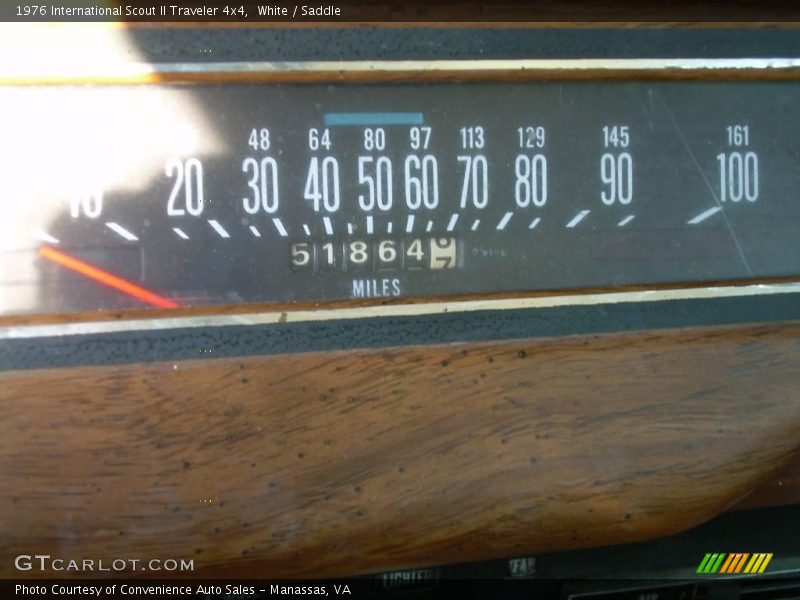 1976 International Scout II Traveler 4x4, White / Saddle
48 64 80 97 113 129 145 161
20 30 40 50 60 70 80 90 100
51864
MILES
GTCARLOT.COM
LIGHTER
Photo Courtesy of Convenience Auto Sales - Manassas, VA